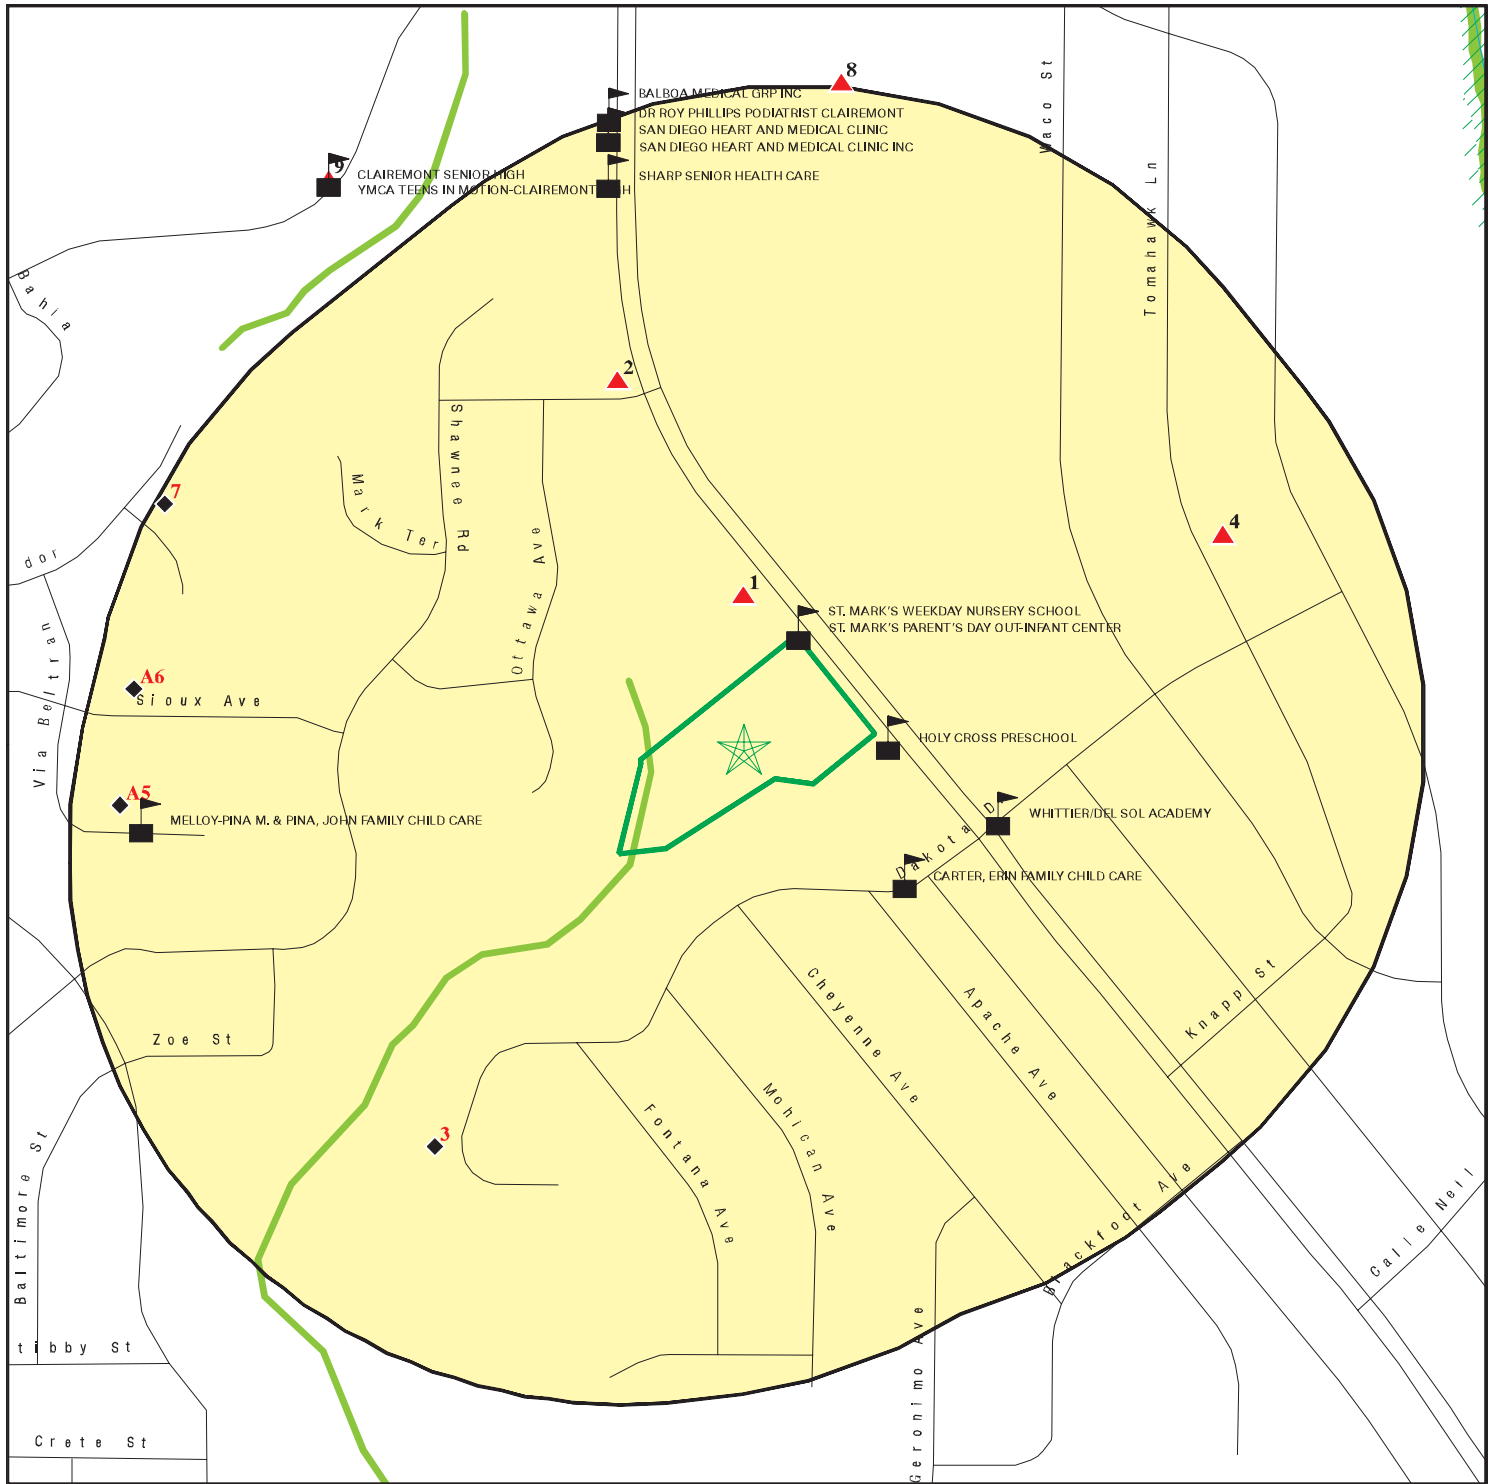 8
BALBOA MEDICAL GRP INC
DR ROY PHILLIPS PODIATRIST CLAIREMONT
SAN DIEGO HEART AND MEDICAL CLINIC
SAN DIEGO HEART AND MEDICAL CLINIC INC
SHARP SENIOR HEALTH CARE
9
CLAIREMONT SENIOR HIGH
YMCA TEENS IN MOTION-CLAIREMONT HIGH
Waco St
Tomahawk Ln
Bahia
2
Shawnee Rd
Mark Ter
Ottawa Ave
7
dor
4
1
ST. MARK'S WEEKDAY NURSERY SCHOOL
ST. MARK'S PARENT'S DAY OUT-INFANT CENTER
Via Beltran
A6
Sioux Ave
HOLY CROSS PRESCHOOL
A5
MELLOY-PINA M. & PINA, JOHN FAMILY CHILD CARE
WHITTIER/DEL SOL ACADEMY
Dakota D
CARTER, ERIN FAMILY CHILD CARE
Cheyenne Ave
Apache Ave
Knapp St
Zoe St
Mohican Ave
Fontana Ave
3
Baltimore St
Blackfoot Ave
Calle Neil
Geronimo Ave
tibby St
Crete St